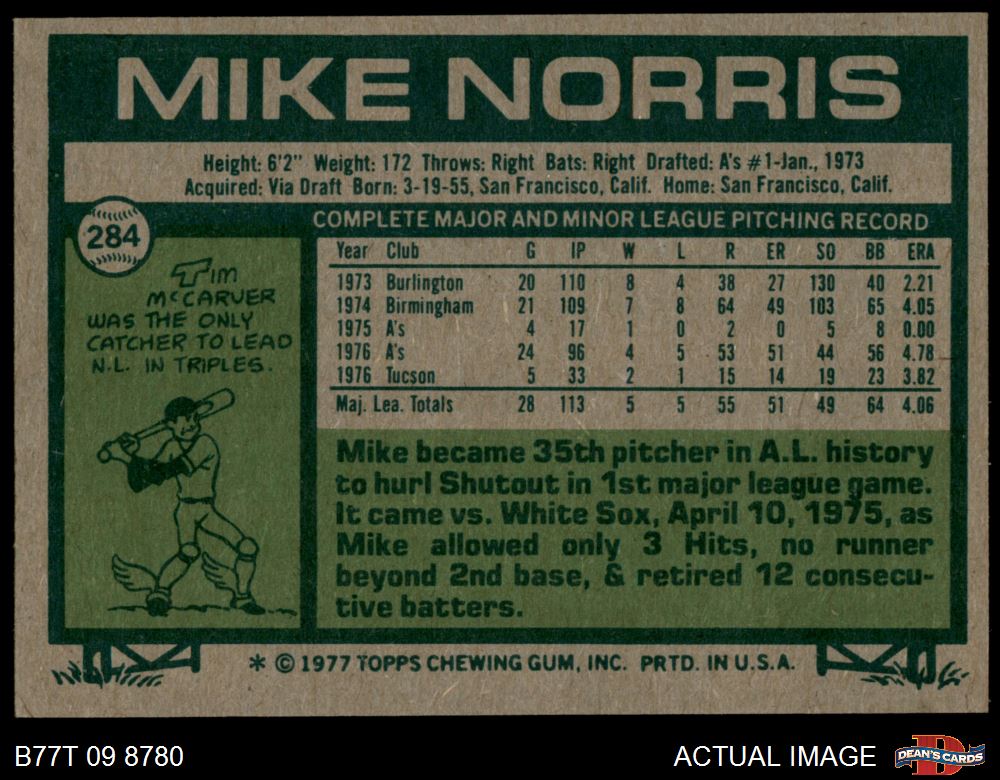 MIKE NORRIS
Height: 6'2" Weight: 172 Throws: Right Bats: Right Drafted: A's #1-Jan., 1973
Acquired: Via Draft Born: 3-19-55, San Francisco, Calif. Home: San Francisco, Calif.
284
TIM
McCARVER
WAS THE ONLY
CATCHER TO LEAD
N.L. IN TRIPLES.
COMPLETE MAJOR AND MINOR LEAGUE PITCHING RECORD
Year Club G IP W L R ER SO BB ERA
1973 Burlington 20 110 8 4 38 27 130 40 2.21
1974 Birmingham 21 109 7 8 64 49 103 65 4.05
1975 A's 4 17 1 0 2 0 5 8 0.00
1976 A's 24 96 4 5 53 51 44 56 4.78
1976 Tucson 5 33 2 1 15 14 19 23 3.82
Maj. Lea. Totals 28 113 5 5 55 51 49 64 4.06
Mike became 35th pitcher in A.L. history
to hurl Shutout in 1st major league game.
It came vs. White Sox, April 10, 1975, as
Mike allowed only 3 Hits, no runner
beyond 2nd base, & retired 12 consecu-
tive batters.
* © 1977 TOPPS CHEWING GUM, INC. PRTD. IN U.S.A.
B77T 09 8780
ACTUAL IMAGE
D
DEAN'S CARDS